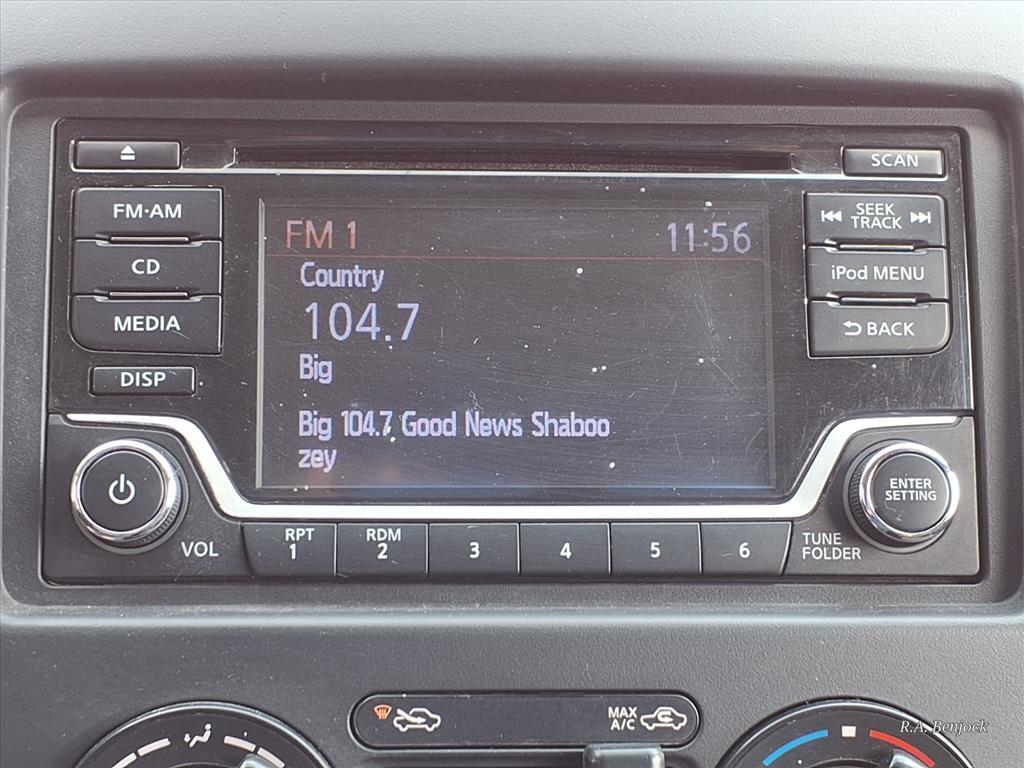 SCAN
FM·AM
CD
MEDIA
DISP
FM 1 11:56
Country
104.7
Big
Big 104.7 Good News Shaboo
zey
SEEK
TRACK
iPod MENU
BACK
VOL
RPT
1
RDM
2
3
4
5
6
ENTER
SETTING
TUNE
FOLDER
MAX
A/C
R.A. Benjock